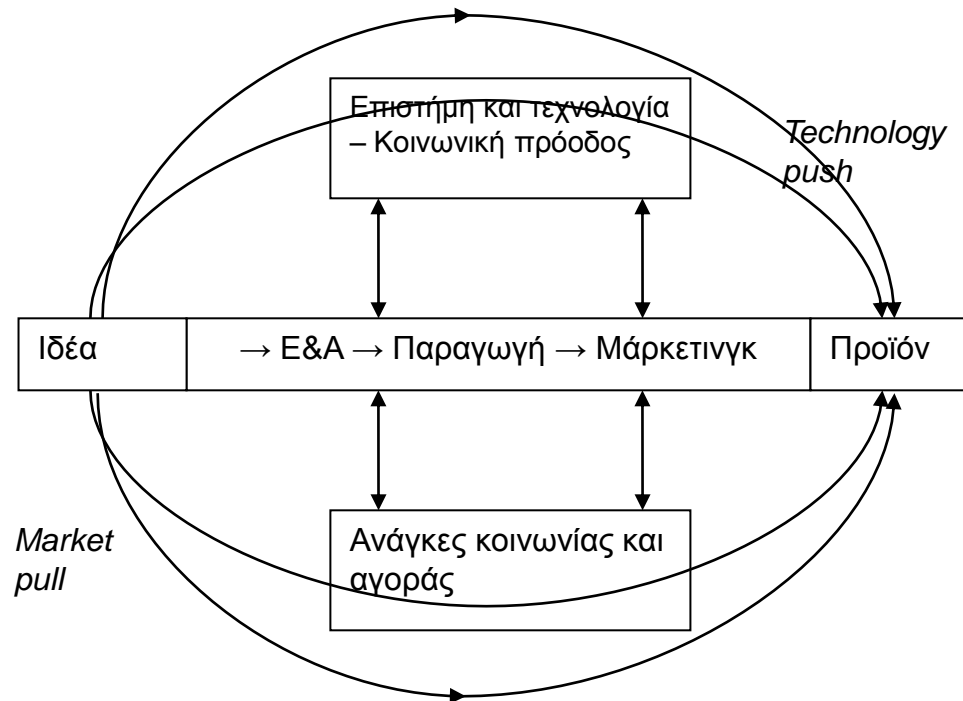 Επιστήμη και τεχνολογία
– Κοινωνική πρόοδος
Technology
push
Ιδέα
→ Ε&Α → Παραγωγή → Μάρκετινγκ
Προϊόν
Market
pull
Ανάγκες κοινωνίας και
αγοράς